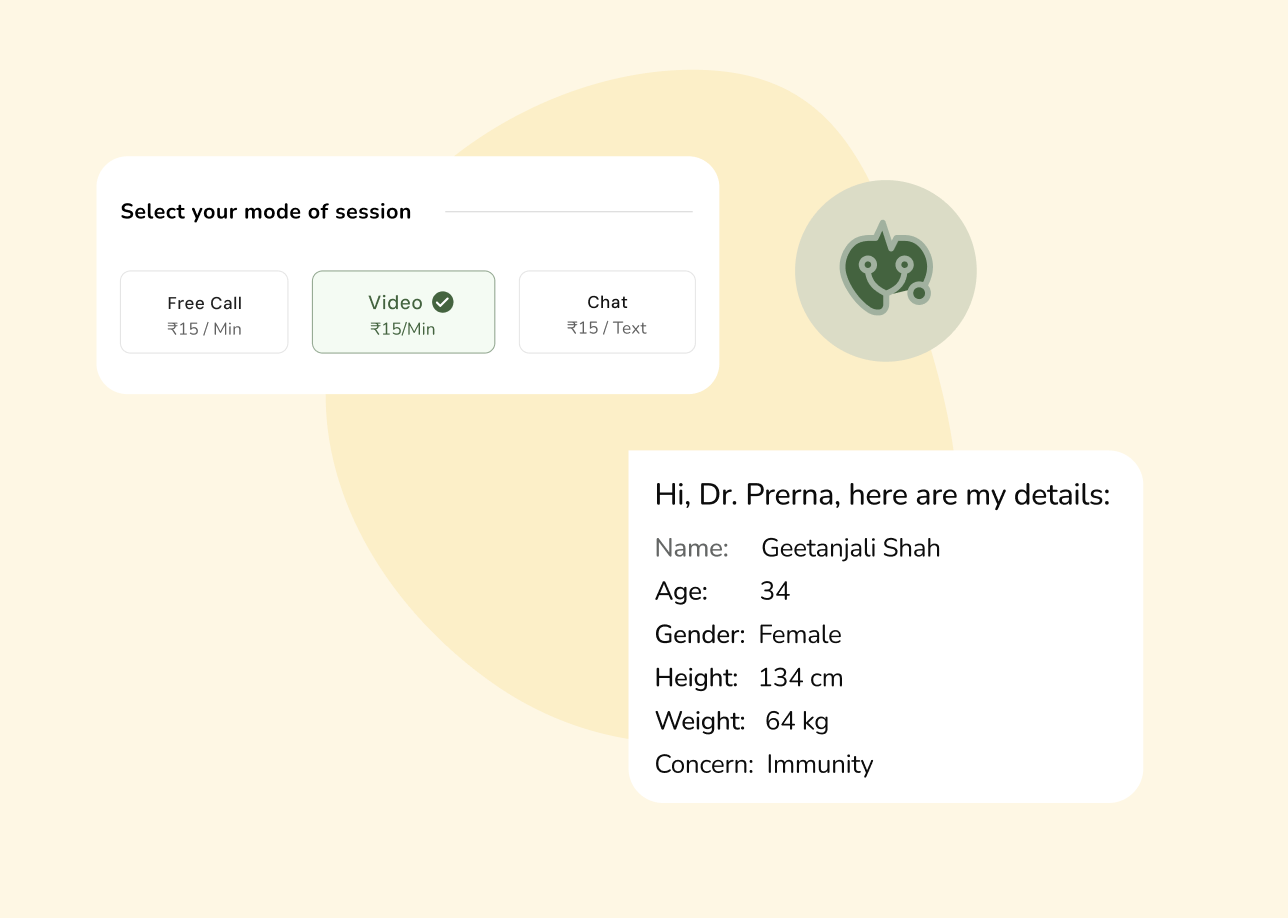 Select your mode of session
Free Call
₹15 / Min
Video
₹15/Min
Chat
₹15 / Text
Hi, Dr. Prerna, here are my details:
Name: Geetanjali Shah
Age: 34
Gender: Female
Height: 134 cm
Weight: 64 kg
Concern: Immunity